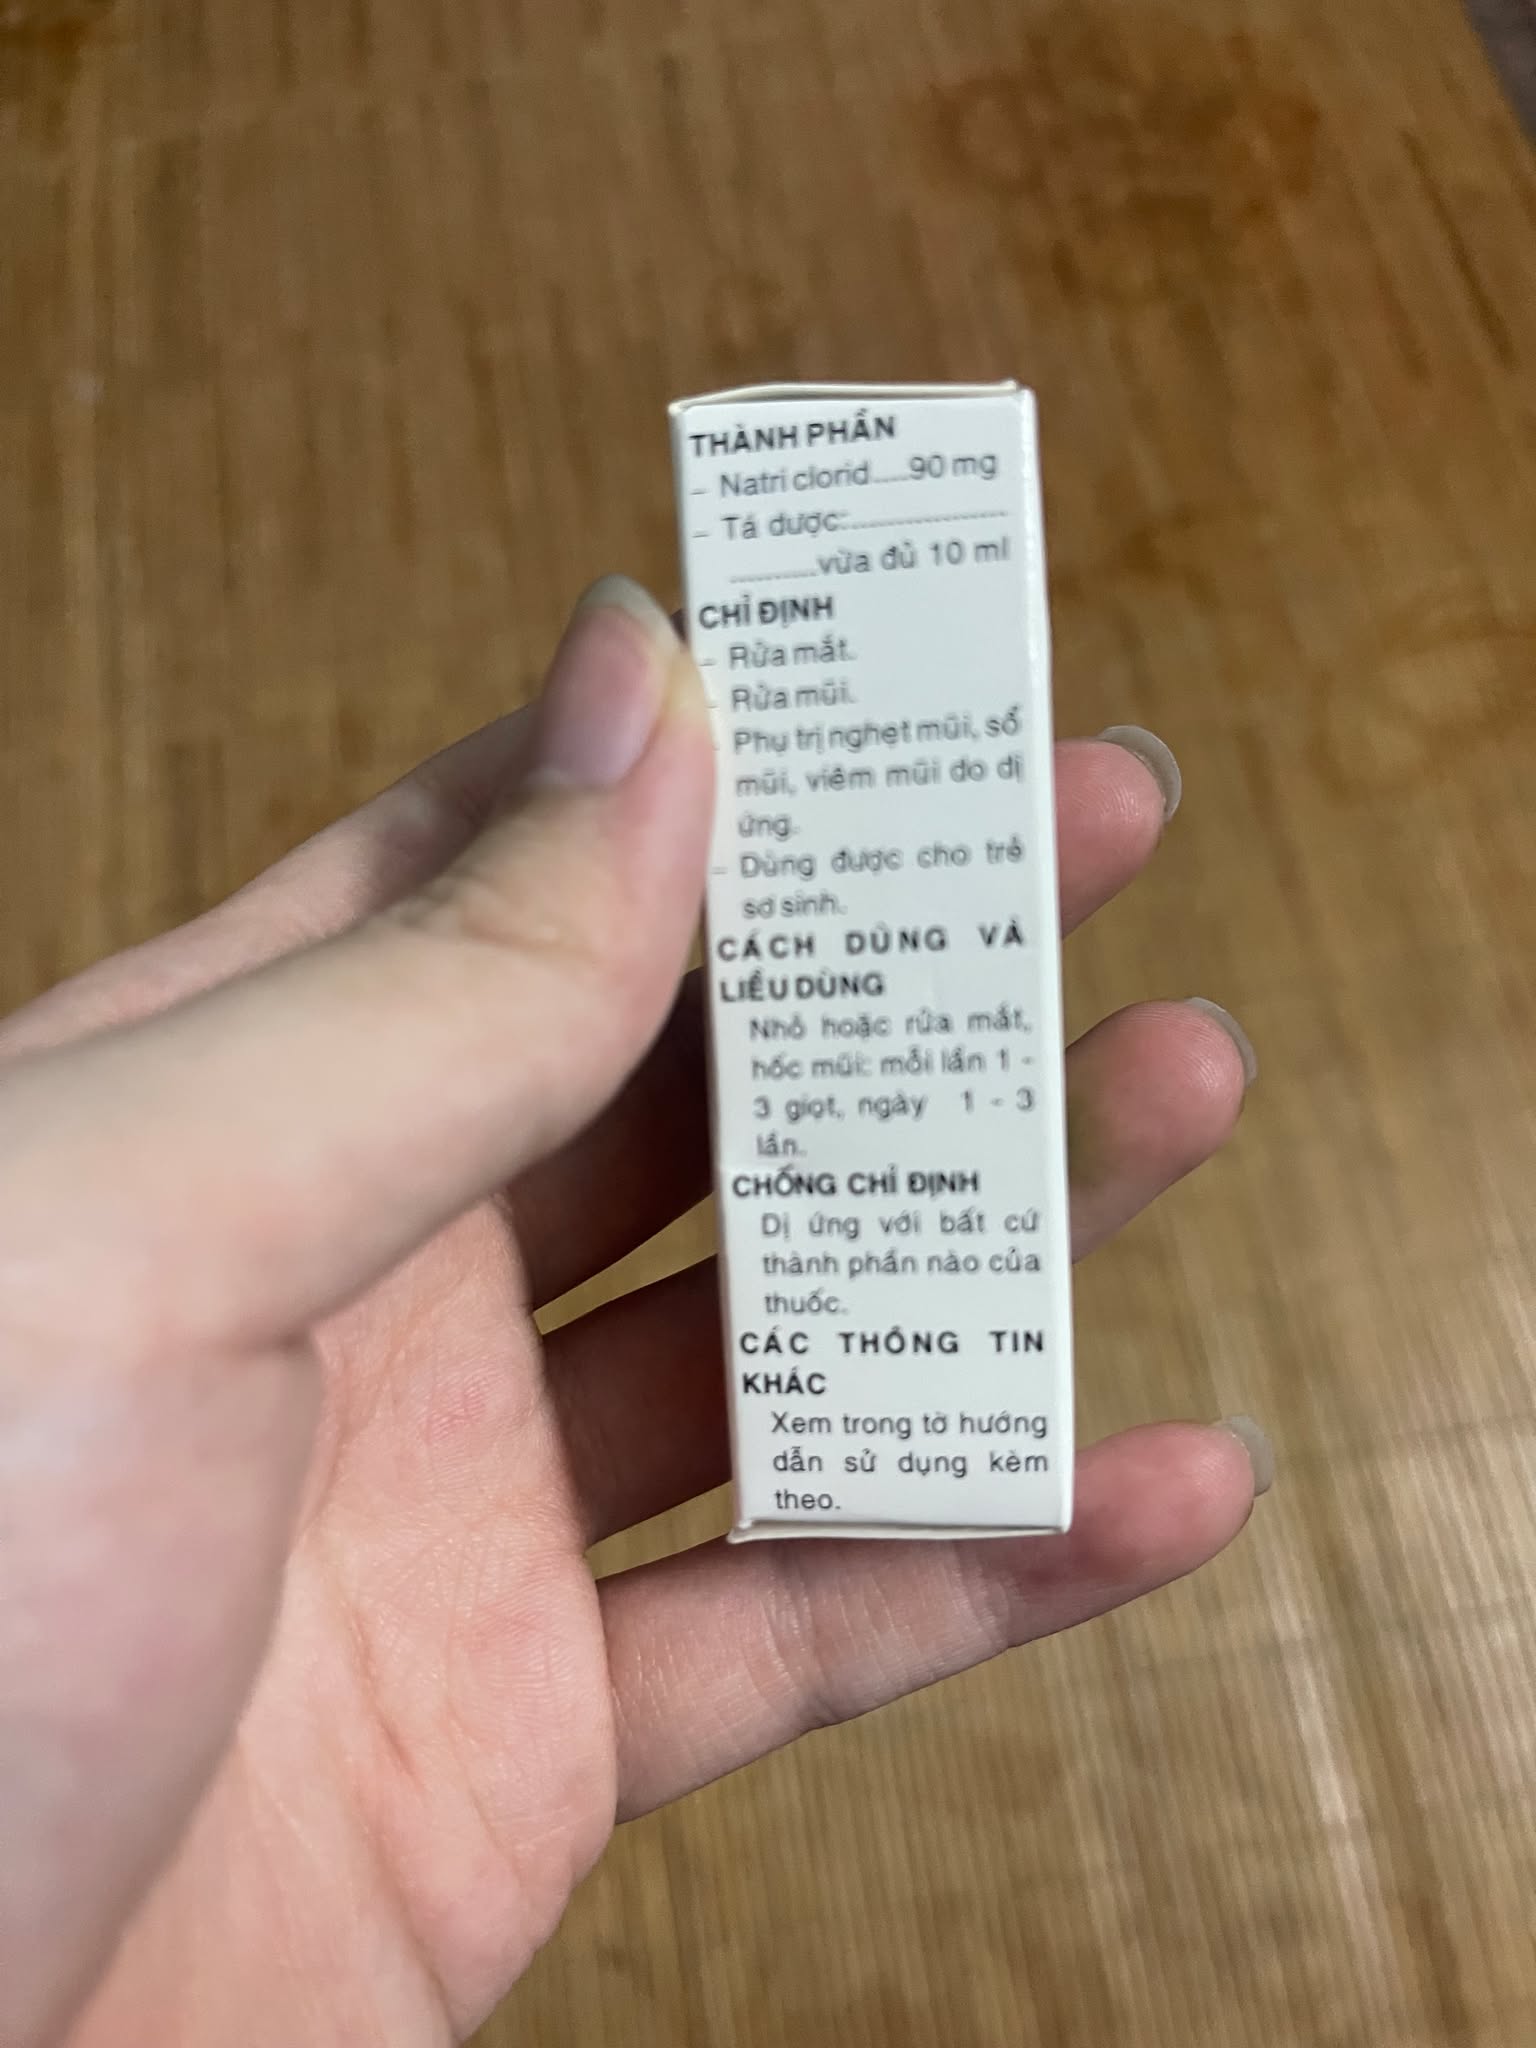 THÀNH PHẦN
– Natri clorid.....90 mg
– Tá dược:....................
...........vừa đủ 10 ml
CHỈ ĐỊNH
– Rửa mắt.
– Rửa mũi.
- Phụ trị nghẹt mũi, sổ
mũi, viêm mũi do dị
ứng.
– Dùng được cho trẻ
sơ sinh.
CÁCH DÙNG VÀ
LIỀU DÙNG
Nhỏ hoặc rửa mắt,
hốc mũi: mỗi lần 1 -
3 giọt, ngày 1 - 3
lần.
CHỐNG CHỈ ĐỊNH
Dị ứng với bất cứ
thành phần nào của
thuốc.
CÁC THÔNG TIN
KHÁC
Xem trong tờ hướng
dẫn sử dụng kèm
theo.